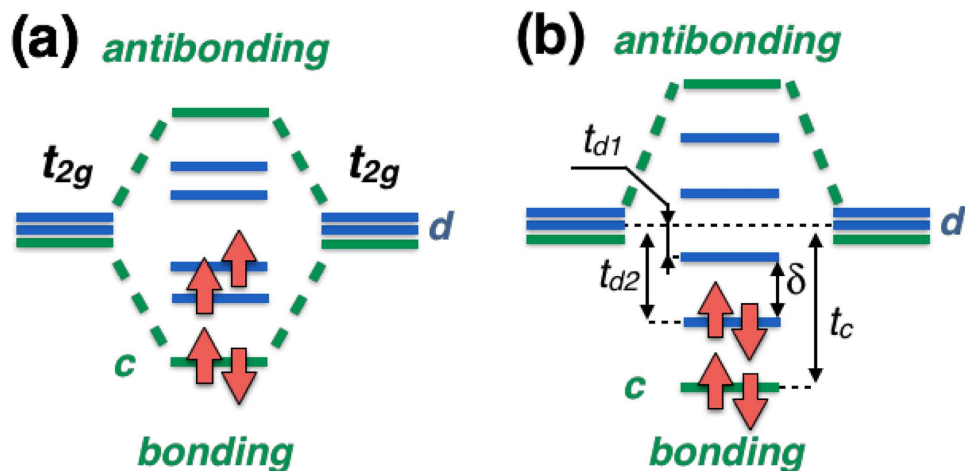 (a)
antibonding
t2g
t2g
d
c
bonding
(b)
antibonding
td1
d
td2
δ
tc
c
bonding